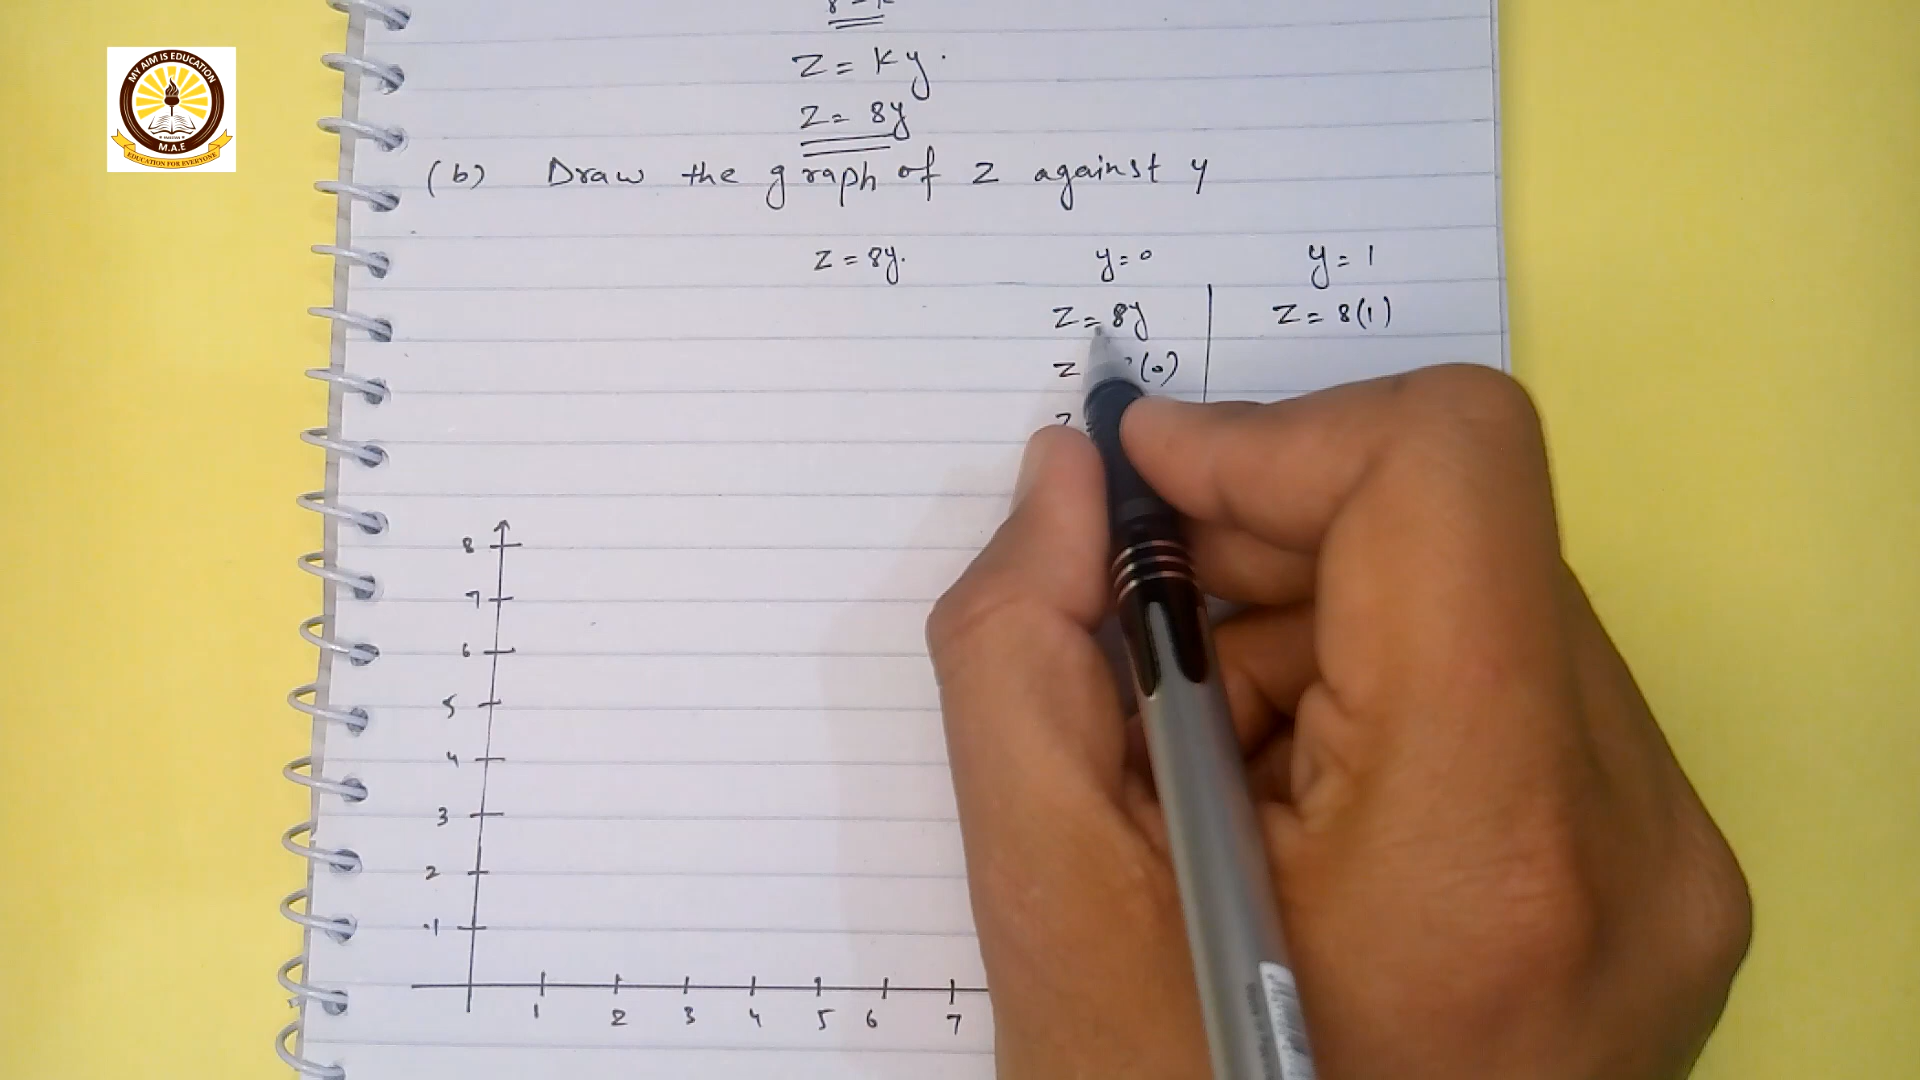 MY AIM IS EDUCATION
M.A.E
EDUCATION FOR EVERYONE
Z = Ky.
Z = 8y
(b) Draw the graph of Z against y
Z = 8y. y = 0 y = 1
Z = 8y Z = 8(1)
Z (0)
Z
8
7
6
5
4
3
2
1
1 2 3 4 5 6 7